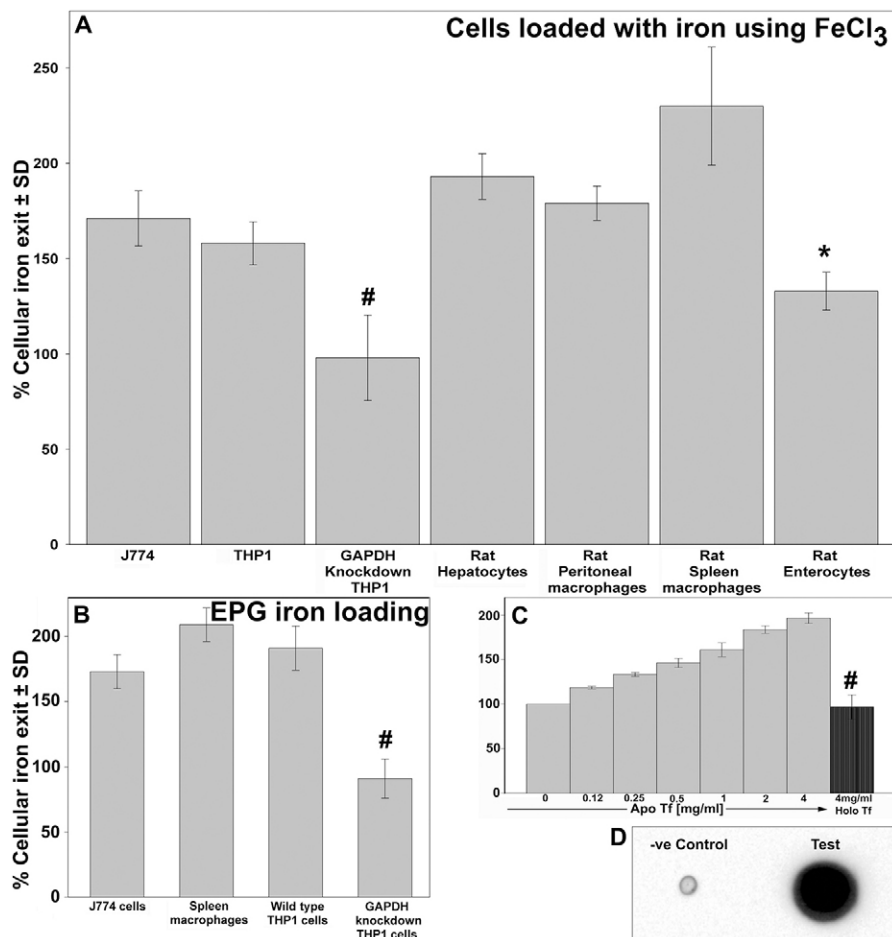 A
Cells loaded with iron using FeCl3
% Cellular iron exit ± SD
250
200
150
100
50
0
#
*
J774
THP1
GAPDH
Knockdown
THP1
Rat
Hepatocytes
Rat
Peritoneal
macrophages
Rat
Spleen
macrophages
Rat
Enterocytes
B
EPG iron loading
% Cellular iron exit ± SD
200
150
100
50
0
#
J774 cells
Spleen
macrophages
Wild type
THP1 cells
GAPDH
knockdown
THP1 cells
C
200
150
100
50
0
#
0 0.12 0.25 0.5 1 2 4 4mg/ml
Apo Tf [mg/ml] Holo Tf
D
-ve Control Test